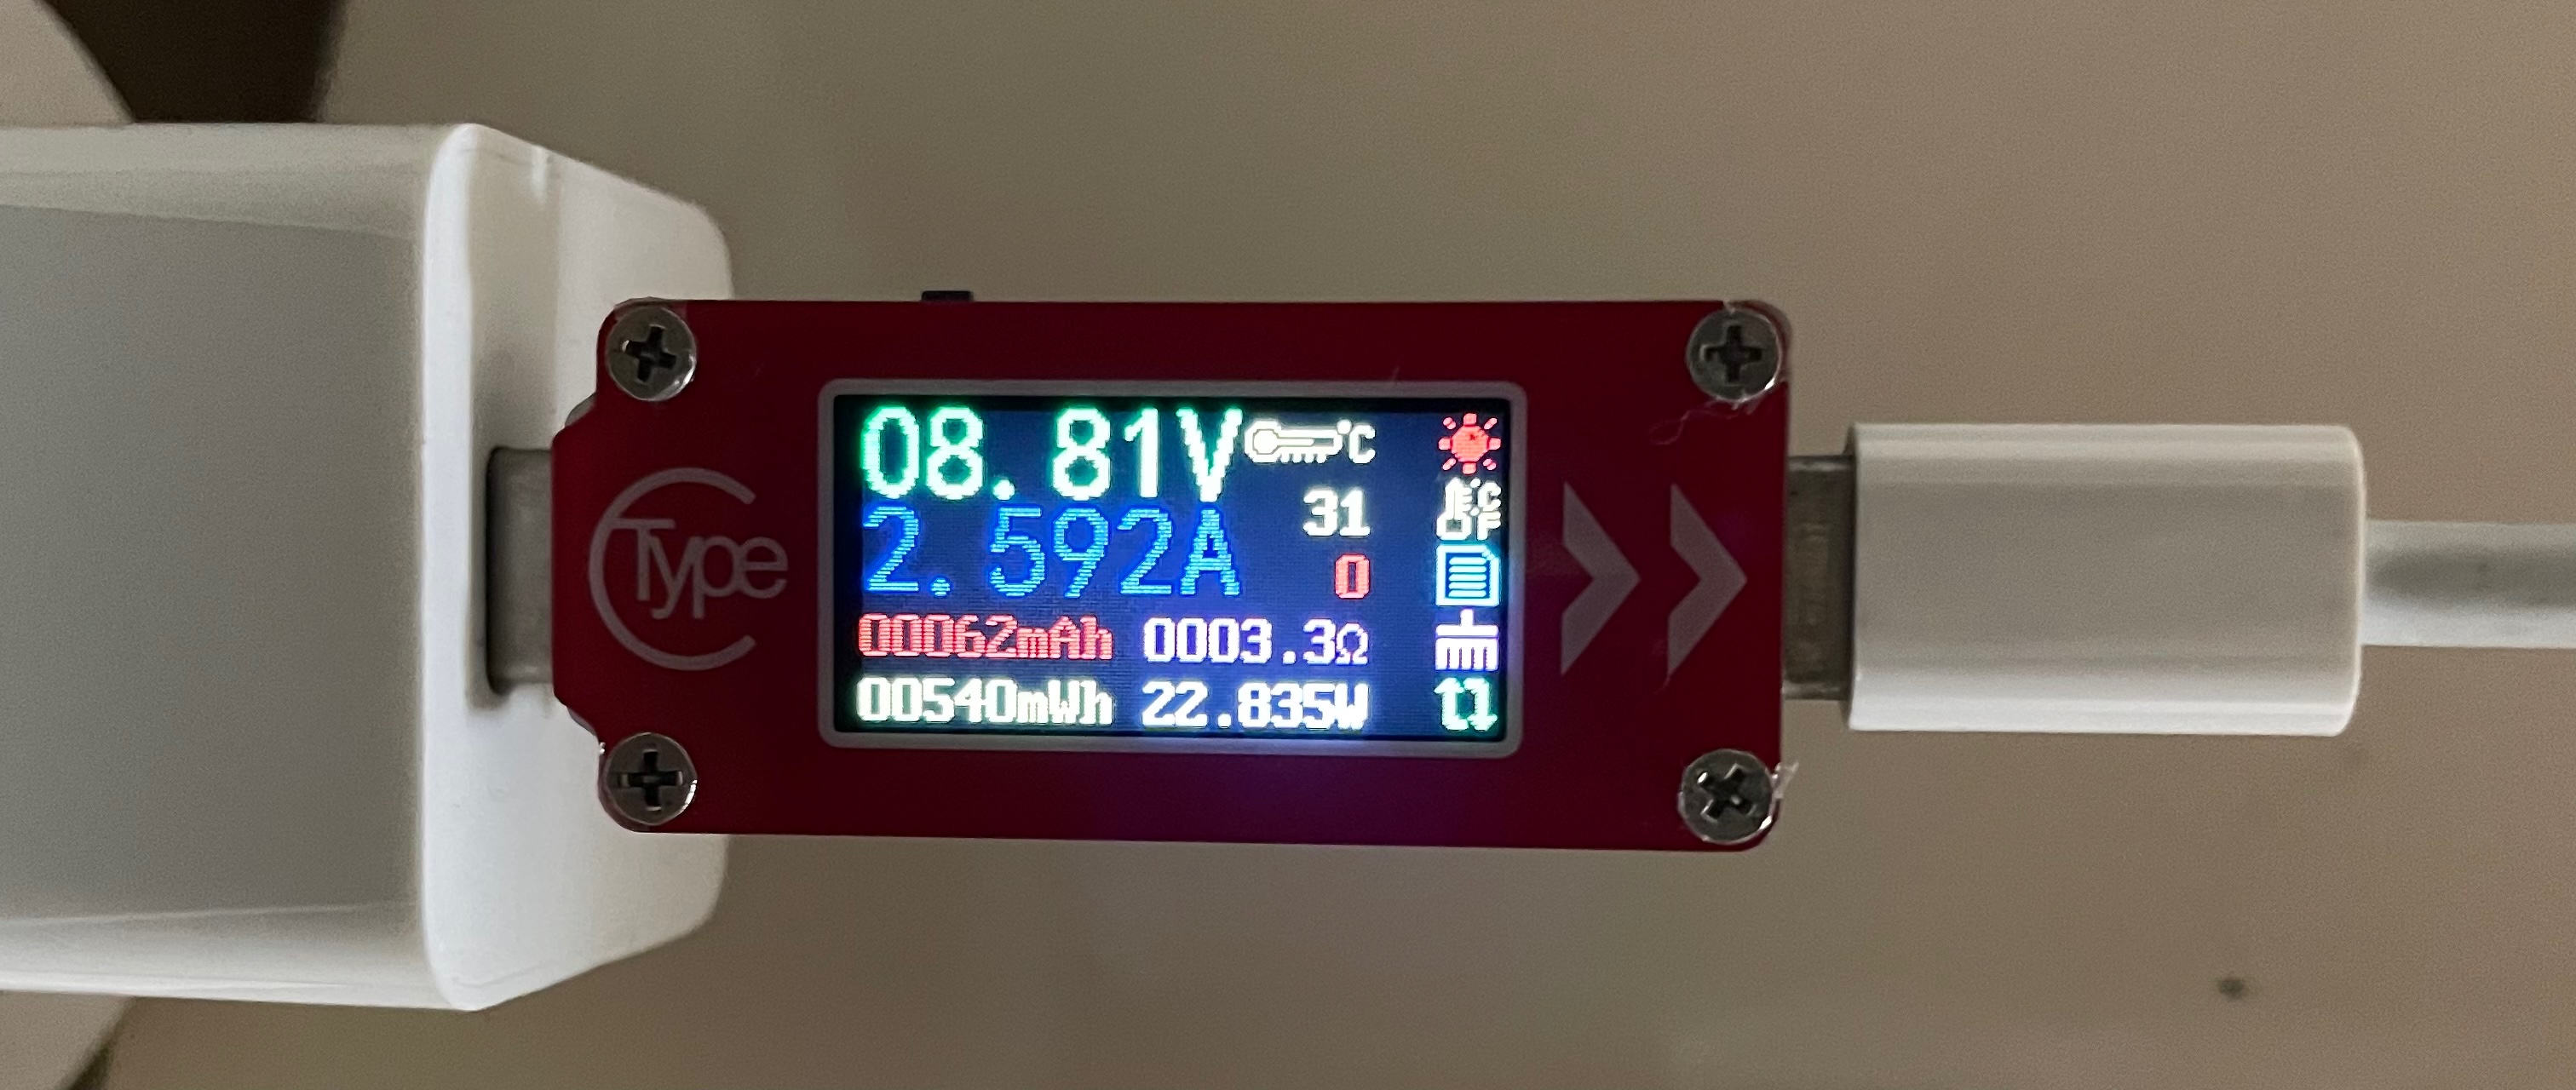 Type C
08.81V °C
31
2.592A 0
00062mAh 0003.3Ω
00540mWh 22.835W